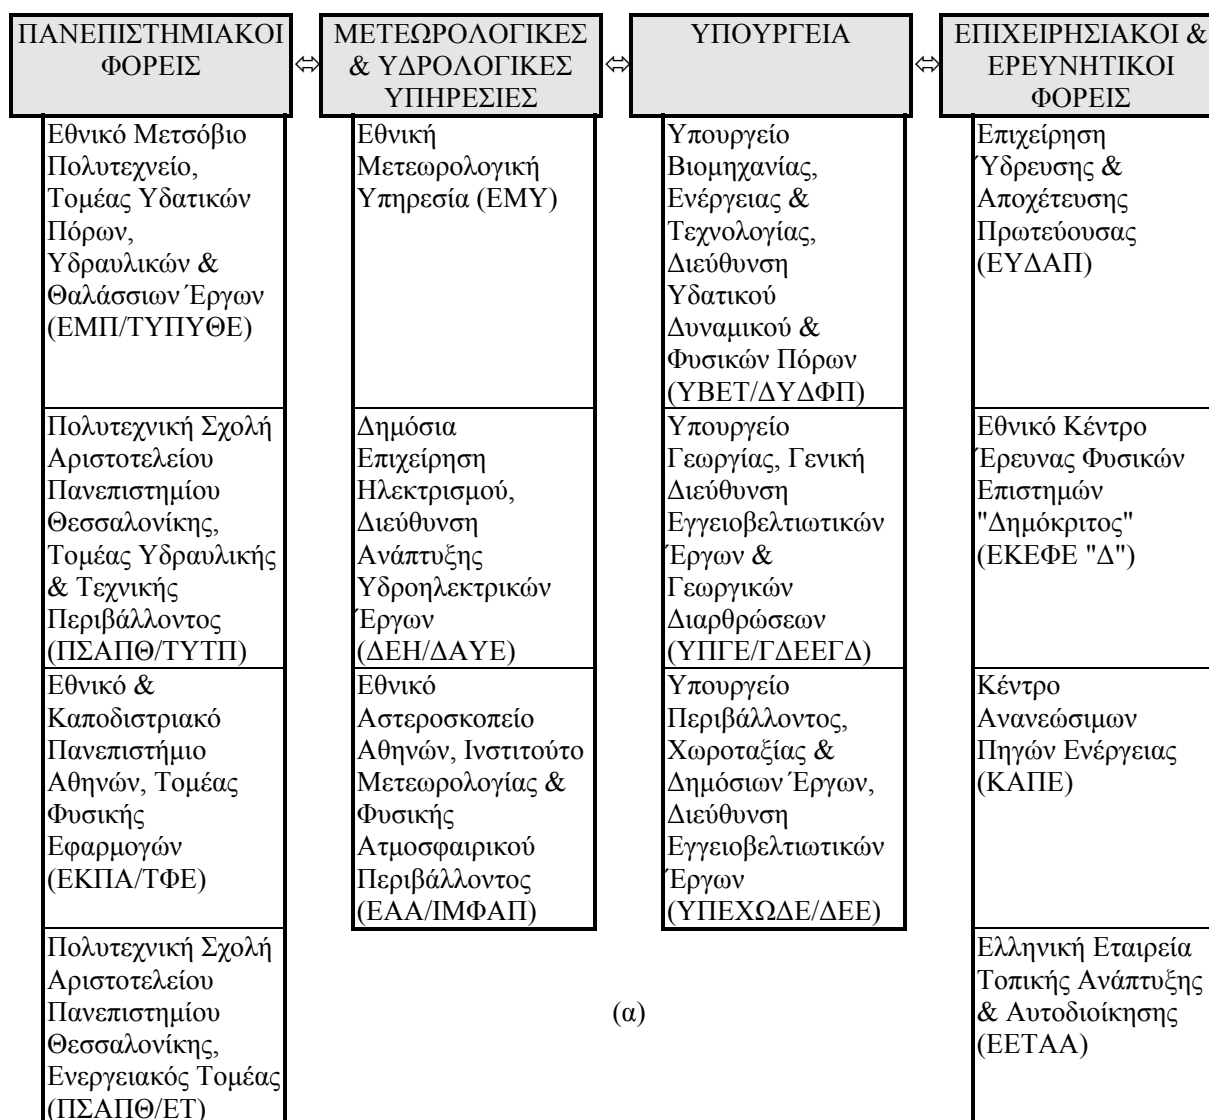 ΠΑΝΕΠΙΣΤΗΜΙΑΚΟΙ
ΦΟΡΕΙΣ
⇔
ΜΕΤΕΩΡΟΛΟΓΙΚΕΣ
& ΥΔΡΟΛΟΓΙΚΕΣ
ΥΠΗΡΕΣΙΕΣ
⇔
ΥΠΟΥΡΓΕΙΑ
⇔
ΕΠΙΧΕΙΡΗΣΙΑΚΟΙ &
ΕΡΕΥΝΗΤΙΚΟΙ
ΦΟΡΕΙΣ
Εθνικό Μετσόβιο
Πολυτεχνείο,
Τομέας Υδατικών
Πόρων,
Υδραυλικών &
Θαλάσσιων Έργων
(ΕΜΠ/ΤΥΠΥΘΕ)
Πολυτεχνική Σχολή
Αριστοτελείου
Πανεπιστημίου
Θεσσαλονίκης,
Τομέας Υδραυλικής
& Τεχνικής
Περιβάλλοντος
(ΠΣΑΠΘ/ΤΥΤΠ)
Εθνικό &
Καποδιστριακό
Πανεπιστήμιο
Αθηνών, Τομέας
Φυσικής
Εφαρμογών
(ΕΚΠΑ/ΤΦΕ)
Πολυτεχνική Σχολή
Αριστοτελείου
Πανεπιστημίου
Θεσσαλονίκης,
Ενεργειακός Τομέας
(ΠΣΑΠΘ/ΕΤ)
Εθνική
Μετεωρολογική
Υπηρεσία (ΕΜΥ)
Δημόσια
Επιχείρηση
Ηλεκτρισμού,
Διεύθυνση
Ανάπτυξης
Υδροηλεκτρικών
Έργων
(ΔΕΗ/ΔΑΥΕ)
Εθνικό
Αστεροσκοπείο
Αθηνών, Ινστιτούτο
Μετεωρολογίας &
Φυσικής
Ατμοσφαιρικού
Περιβάλλοντος
(ΕΑΑ/ΙΜΦΑΠ)
Υπουργείο
Βιομηχανίας,
Ενέργειας &
Τεχνολογίας,
Διεύθυνση
Υδατικού
Δυναμικού &
Φυσικών Πόρων
(ΥΒΕΤ/ΔΥΔΦΠ)
Υπουργείο
Γεωργίας, Γενική
Διεύθυνση
Εγγειοβελτιωτικών
Έργων &
Γεωργικών
Διαρθρώσεων
(ΥΠΓΕ/ΓΔΕΕΓΔ)
Υπουργείο
Περιβάλλοντος,
Χωροταξίας &
Δημόσιων Έργων,
Διεύθυνση
Εγγειοβελτιωτικών
Έργων
(ΥΠΕΧΩΔΕ/ΔΕΕ)
Επιχείρηση
Ύδρευσης &
Αποχέτευσης
Πρωτεύουσας
(ΕΥΔΑΠ)
Εθνικό Κέντρο
Έρευνας Φυσικών
Επιστημών
"Δημόκριτος"
(ΕΚΕΦΕ "Δ")
Κέντρο
Ανανεώσιμων
Πηγών Ενέργειας
(ΚΑΠΕ)
Ελληνική Εταιρεία
Τοπικής Ανάπτυξης
& Αυτοδιοίκησης
(ΕΕΤΑΑ)
(α)